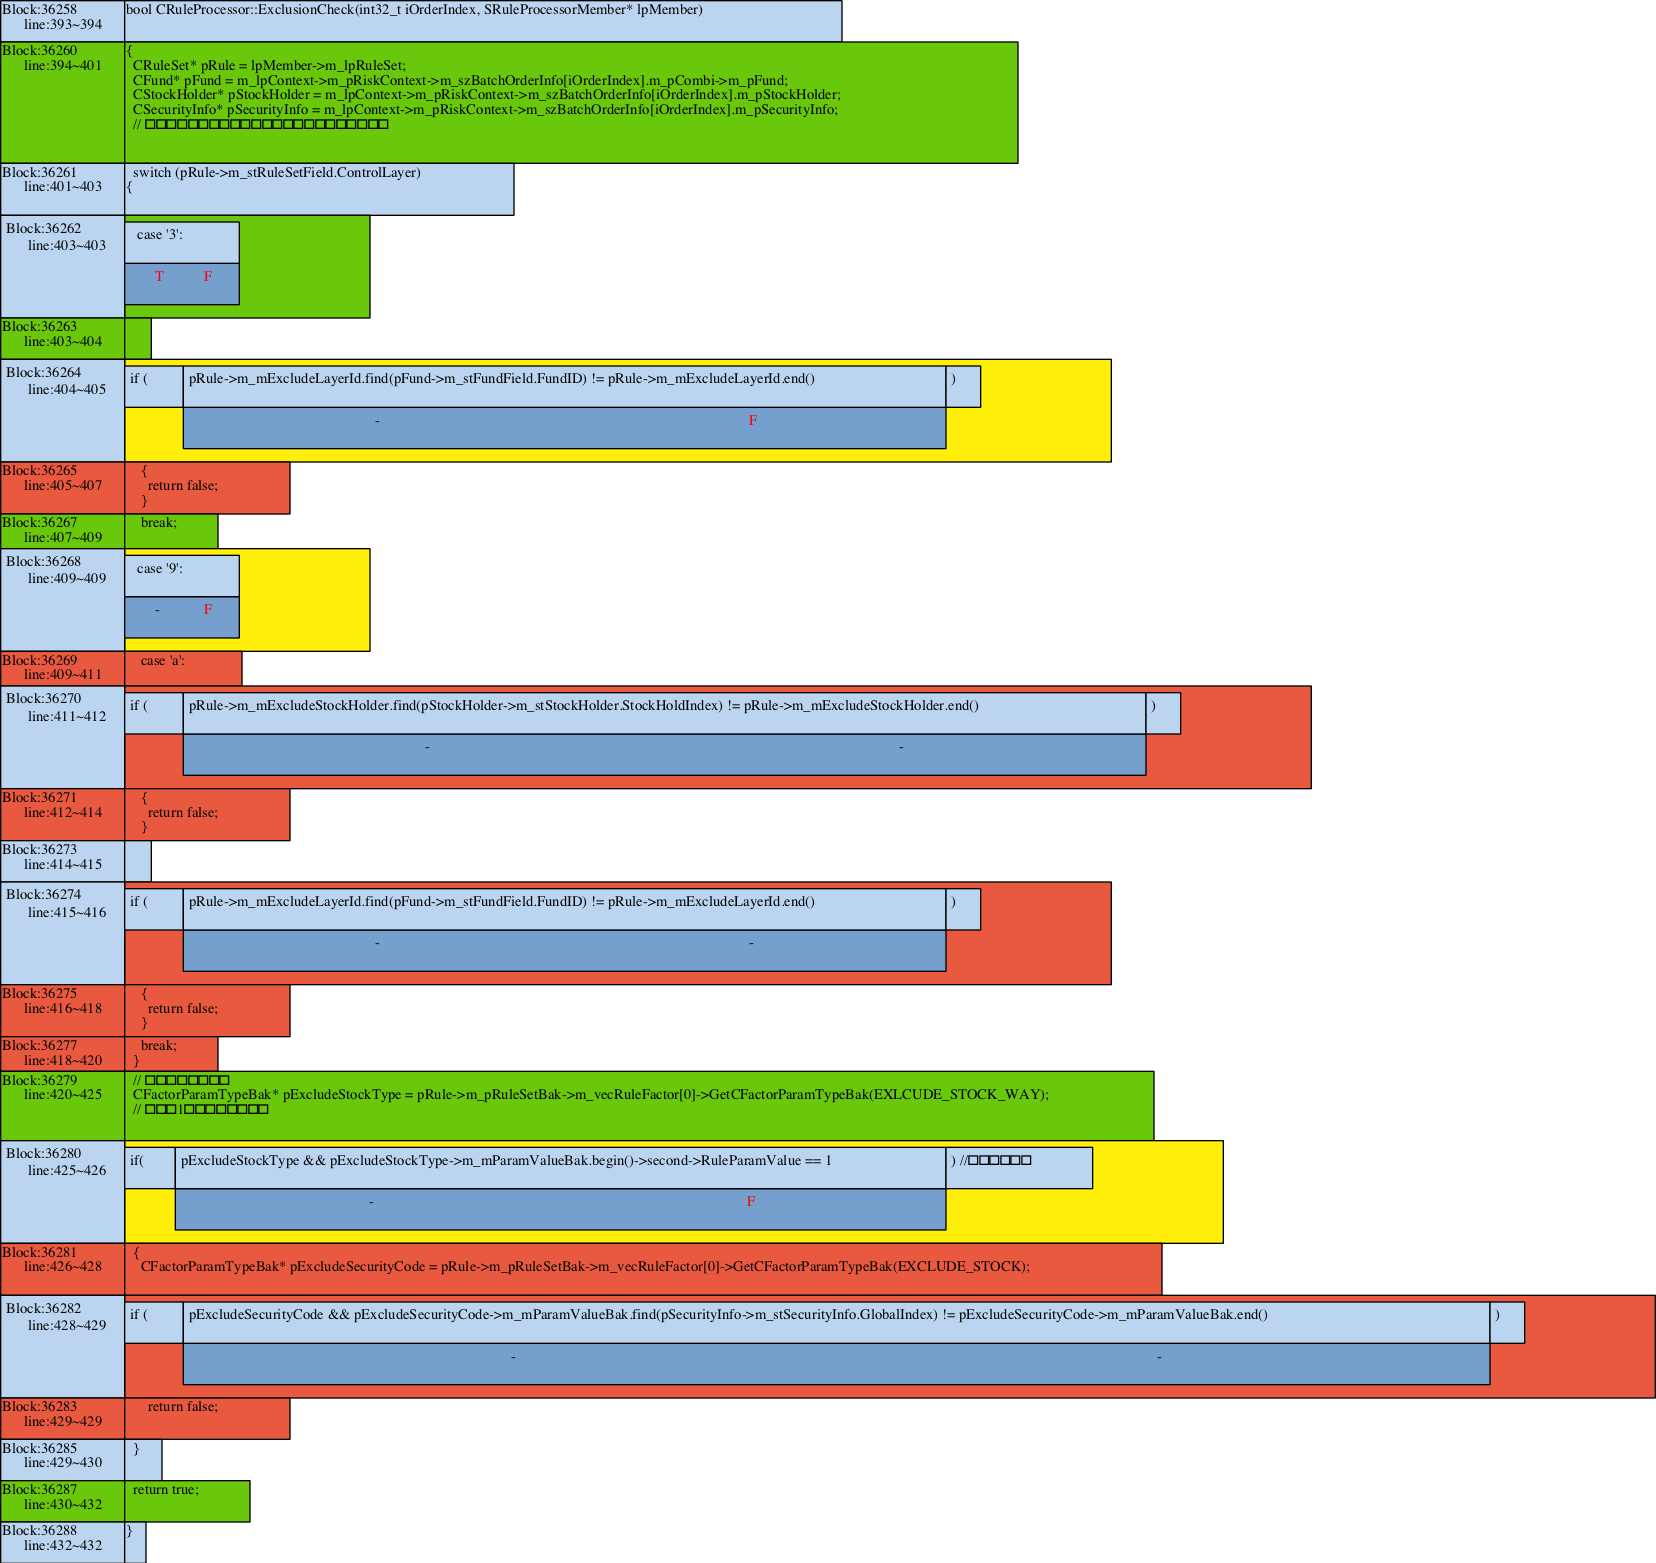 Block:36258
line:393~394
bool CRuleProcessor::ExclusionCheck(int32_t iOrderIndex, SRuleProcessorMember* lpMember)
Block:36260
line:394~401
{
CRuleSet* pRule = lpMember->m_lpRuleSet;
CFund* pFund = m_lpContext->m_pRiskContext->m_szBatchOrderInfo[iOrderIndex].m_pCombi->m_pFund;
CStockHolder* pStockHolder = m_lpContext->m_pRiskContext->m_szBatchOrderInfo[iOrderIndex].m_pStockHolder;
CSecurityInfo* pSecurityInfo = m_lpContext->m_pRiskContext->m_szBatchOrderInfo[iOrderIndex].m_pSecurityInfo;
//
Block:36261
line:401~403
switch (pRule->m_stRuleSetField.ControlLayer)
{
Block:36262
line:403~403
case '3':
T F
Block:36263
line:403~404
Block:36264
line:404~405
if ( pRule->m_mExcludeLayerId.find(pFund->m_stFundField.FundID) != pRule->m_mExcludeLayerId.end() )
- F
Block:36265
line:405~407
{
return false;
}
Block:36267
line:407~409
break;
Block:36268
line:409~409
case '9':
- F
Block:36269
line:409~411
case 'a':
Block:36270
line:411~412
if ( pRule->m_mExcludeStockHolder.find(pStockHolder->m_stStockHolder.StockHoldIndex) != pRule->m_mExcludeStockHolder.end() )
- -
Block:36271
line:412~414
{
return false;
}
Block:36273
line:414~415
Block:36274
line:415~416
if ( pRule->m_mExcludeLayerId.find(pFund->m_stFundField.FundID) != pRule->m_mExcludeLayerId.end() )
- -
Block:36275
line:416~418
{
return false;
}
Block:36277
line:418~420
break;
}
Block:36279
line:420~425
//
CFactorParamTypeBak* pExcludeStockType = pRule->m_pRuleSetBak->m_vecRuleFactor[0]->GetCFactorParamTypeBak(EXLCUDE_STOCK_WAY);
// 1
Block:36280
line:425~426
if( pExcludeStockType && pExcludeStockType->m_mParamValueBak.begin()->second->RuleParamValue == 1 ) //
- F
Block:36281
line:426~428
{
CFactorParamTypeBak* pExcludeSecurityCode = pRule->m_pRuleSetBak->m_vecRuleFactor[0]->GetCFactorParamTypeBak(EXCLUDE_STOCK);
Block:36282
line:428~429
if ( pExcludeSecurityCode && pExcludeSecurityCode->m_mParamValueBak.find(pSecurityInfo->m_stSecurityInfo.GlobalIndex) != pExcludeSecurityCode->m_mParamValueBak.end() )
- -
Block:36283
line:429~429
return false;
Block:36285
line:429~430
}
Block:36287
line:430~432
return true;
Block:36288
line:432~432
}